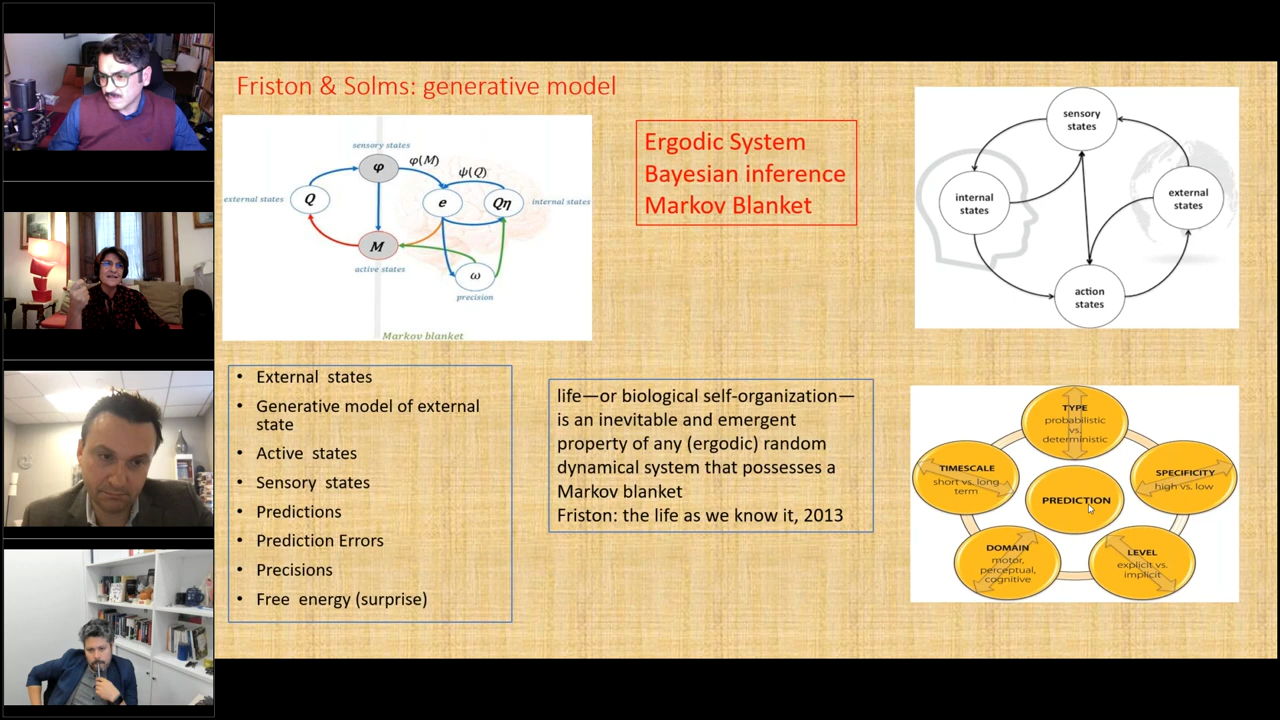 Friston & Solms: generative model
sensory states
φ
φ(M)
ψ(Q)
external states
Q
e
Qη
internal states
M
active states
ω
precision
Markov blanket
Ergodic System
Bayesian inference
Markov Blanket
sensory
states
internal
states
external
states
action
states
• External states
• Generative model of external
state
• Active states
• Sensory states
• Predictions
• Prediction Errors
• Precisions
• Free energy (surprise)
life—or biological self-organization—
is an inevitable and emergent
property of any (ergodic) random
dynamical system that possesses a
Markov blanket
Friston: the life as we know it, 2013
TYPE
probabilistic
vs.
deterministic
TIMESCALE
short vs. long
term
SPECIFICITY
high vs. low
PREDICTION
DOMAIN
motor,
perceptual,
cognitive
LEVEL
explicit vs.
implicit